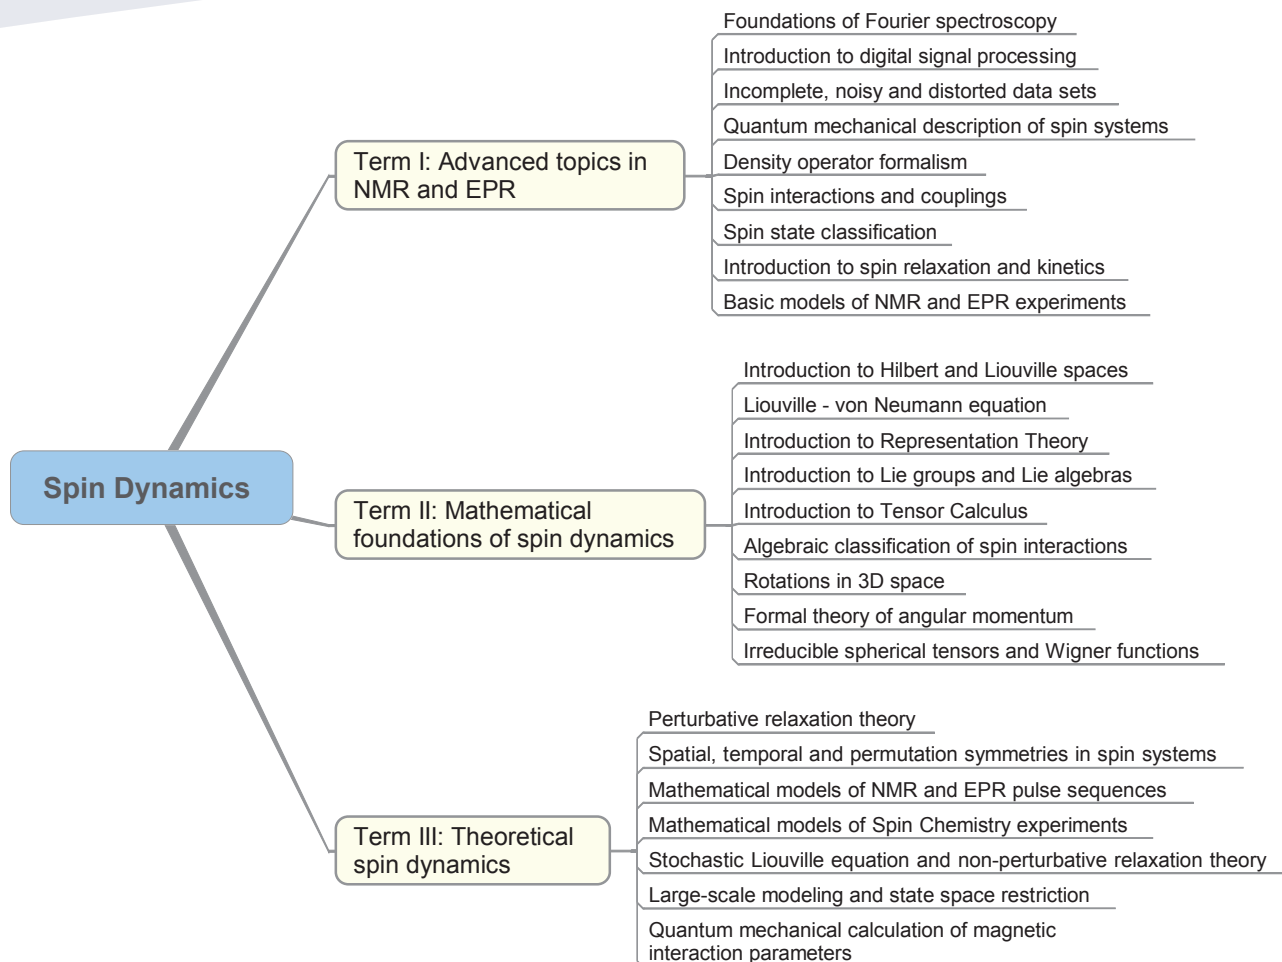 Spin Dynamics
Term I: Advanced topics in
NMR and EPR
Foundations of Fourier spectroscopy
Introduction to digital signal processing
Incomplete, noisy and distorted data sets
Quantum mechanical description of spin systems
Density operator formalism
Spin interactions and couplings
Spin state classification
Introduction to spin relaxation and kinetics
Basic models of NMR and EPR experiments
Term II: Mathematical
foundations of spin dynamics
Introduction to Hilbert and Liouville spaces
Liouville - von Neumann equation
Introduction to Representation Theory
Introduction to Lie groups and Lie algebras
Introduction to Tensor Calculus
Algebraic classification of spin interactions
Rotations in 3D space
Formal theory of angular momentum
Irreducible spherical tensors and Wigner functions
Term III: Theoretical
spin dynamics
Perturbative relaxation theory
Spatial, temporal and permutation symmetries in spin systems
Mathematical models of NMR and EPR pulse sequences
Mathematical models of Spin Chemistry experiments
Stochastic Liouville equation and non-perturbative relaxation theory
Large-scale modeling and state space restriction
Quantum mechanical calculation of magnetic
interaction parameters